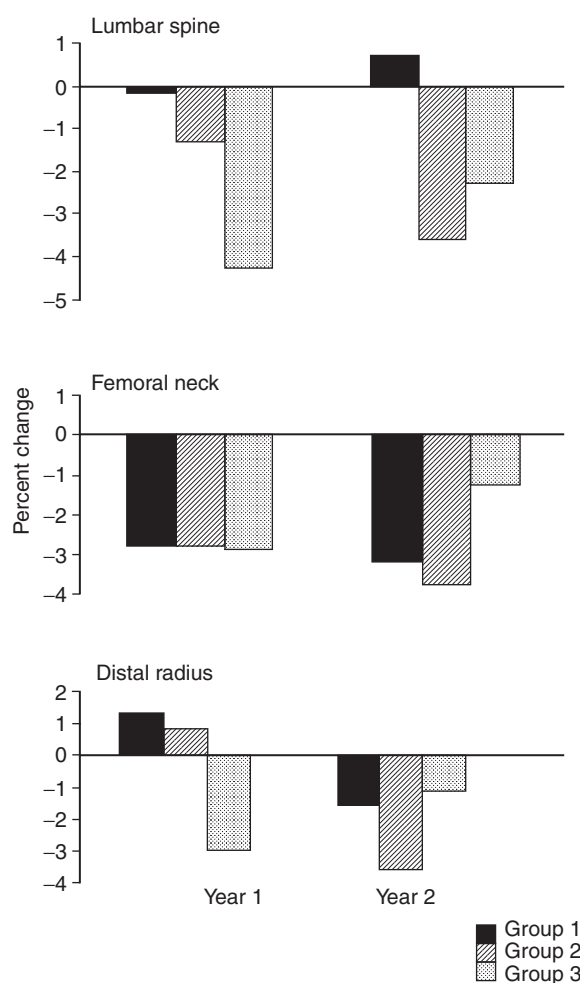 Lumbar spine
1
0
–1
–2
–3
–4
–5
Femoral neck
Percent change
1
0
–1
–2
–3
–4
Distal radius
2
1
0
–1
–2
–3
–4
Year 1 Year 2
Group 1
Group 2
Group 3